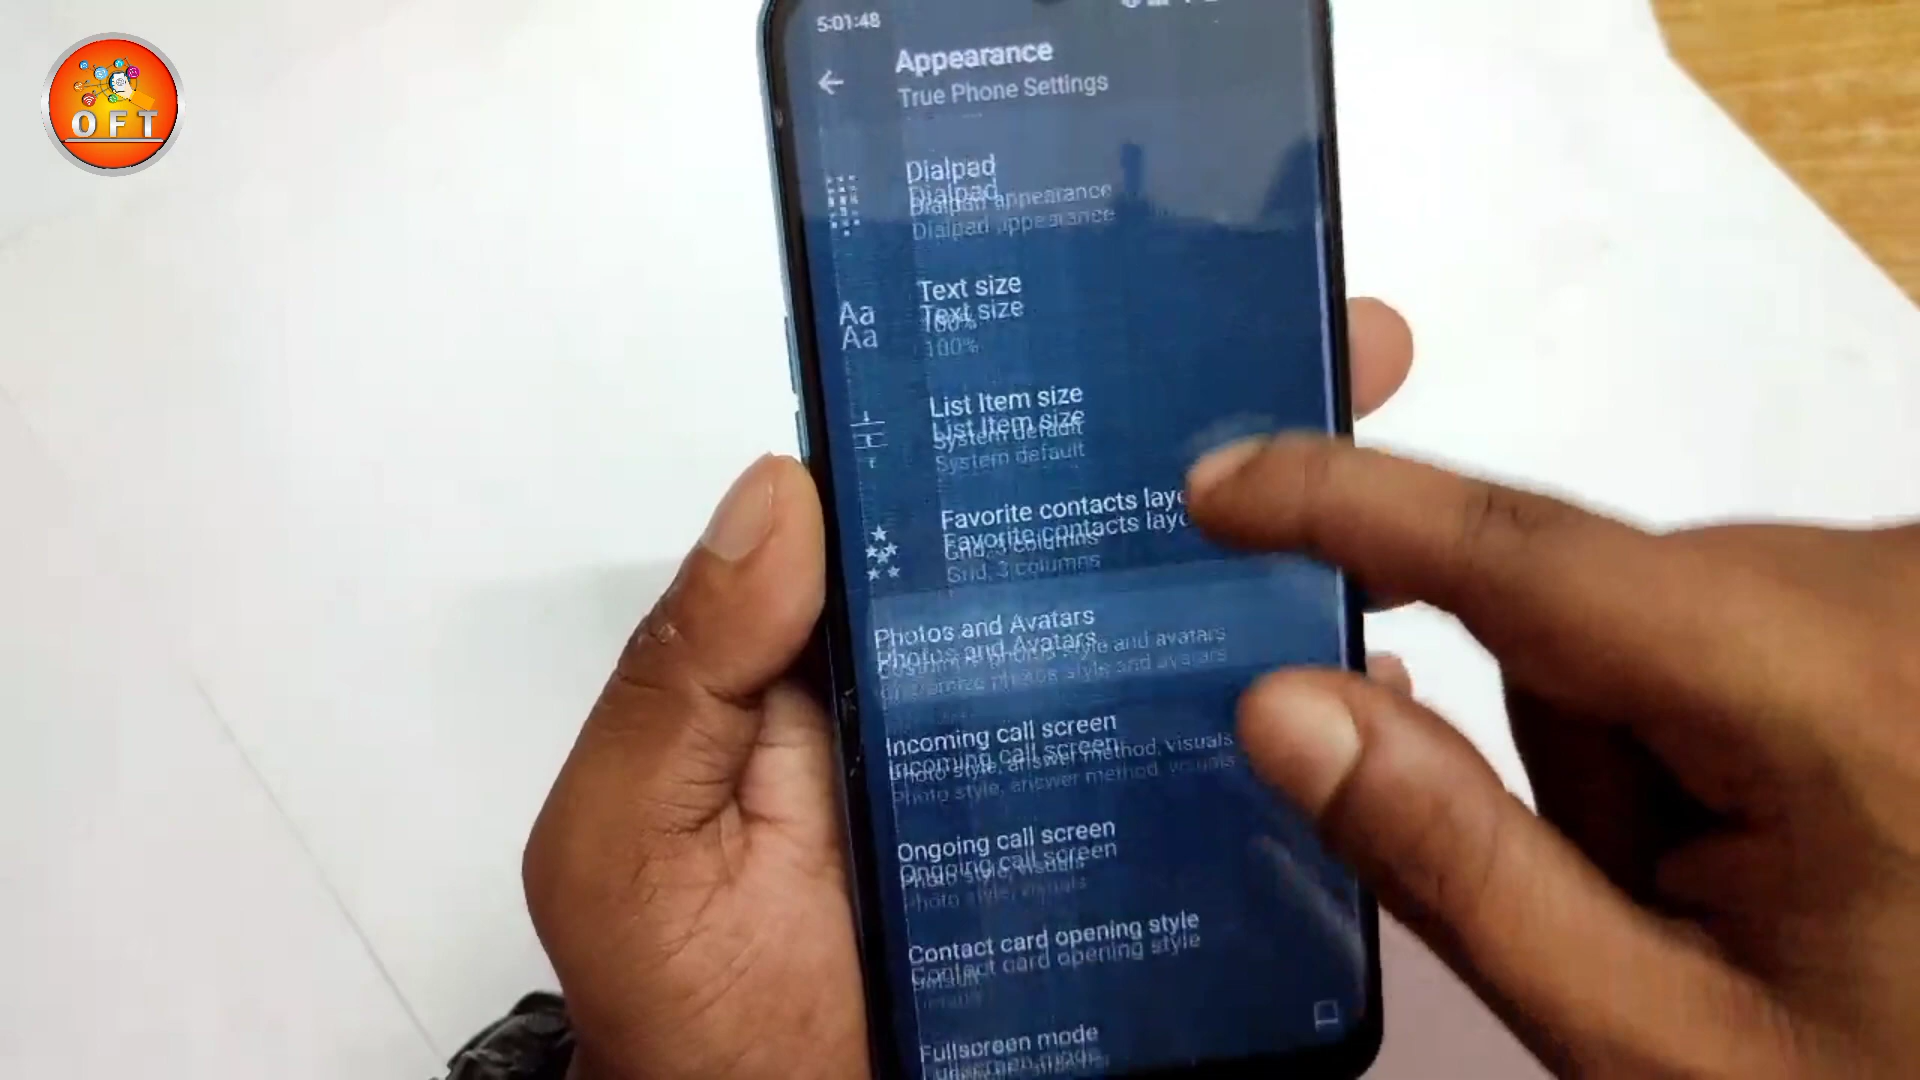 OFT
5:01:48
Appearance
True Phone Settings
Dialpad
Dialpad appearance
Aa
Text size
100%
List Item size
System default
Favorite contacts layo
Grid, 3 columns
Photos and Avatars
Customize photos style and avatars
Incoming call screen
Photo style, answer method, visuals
Ongoing call screen
Photo style, visuals
Contact card opening style
Default
Fullscreen mode